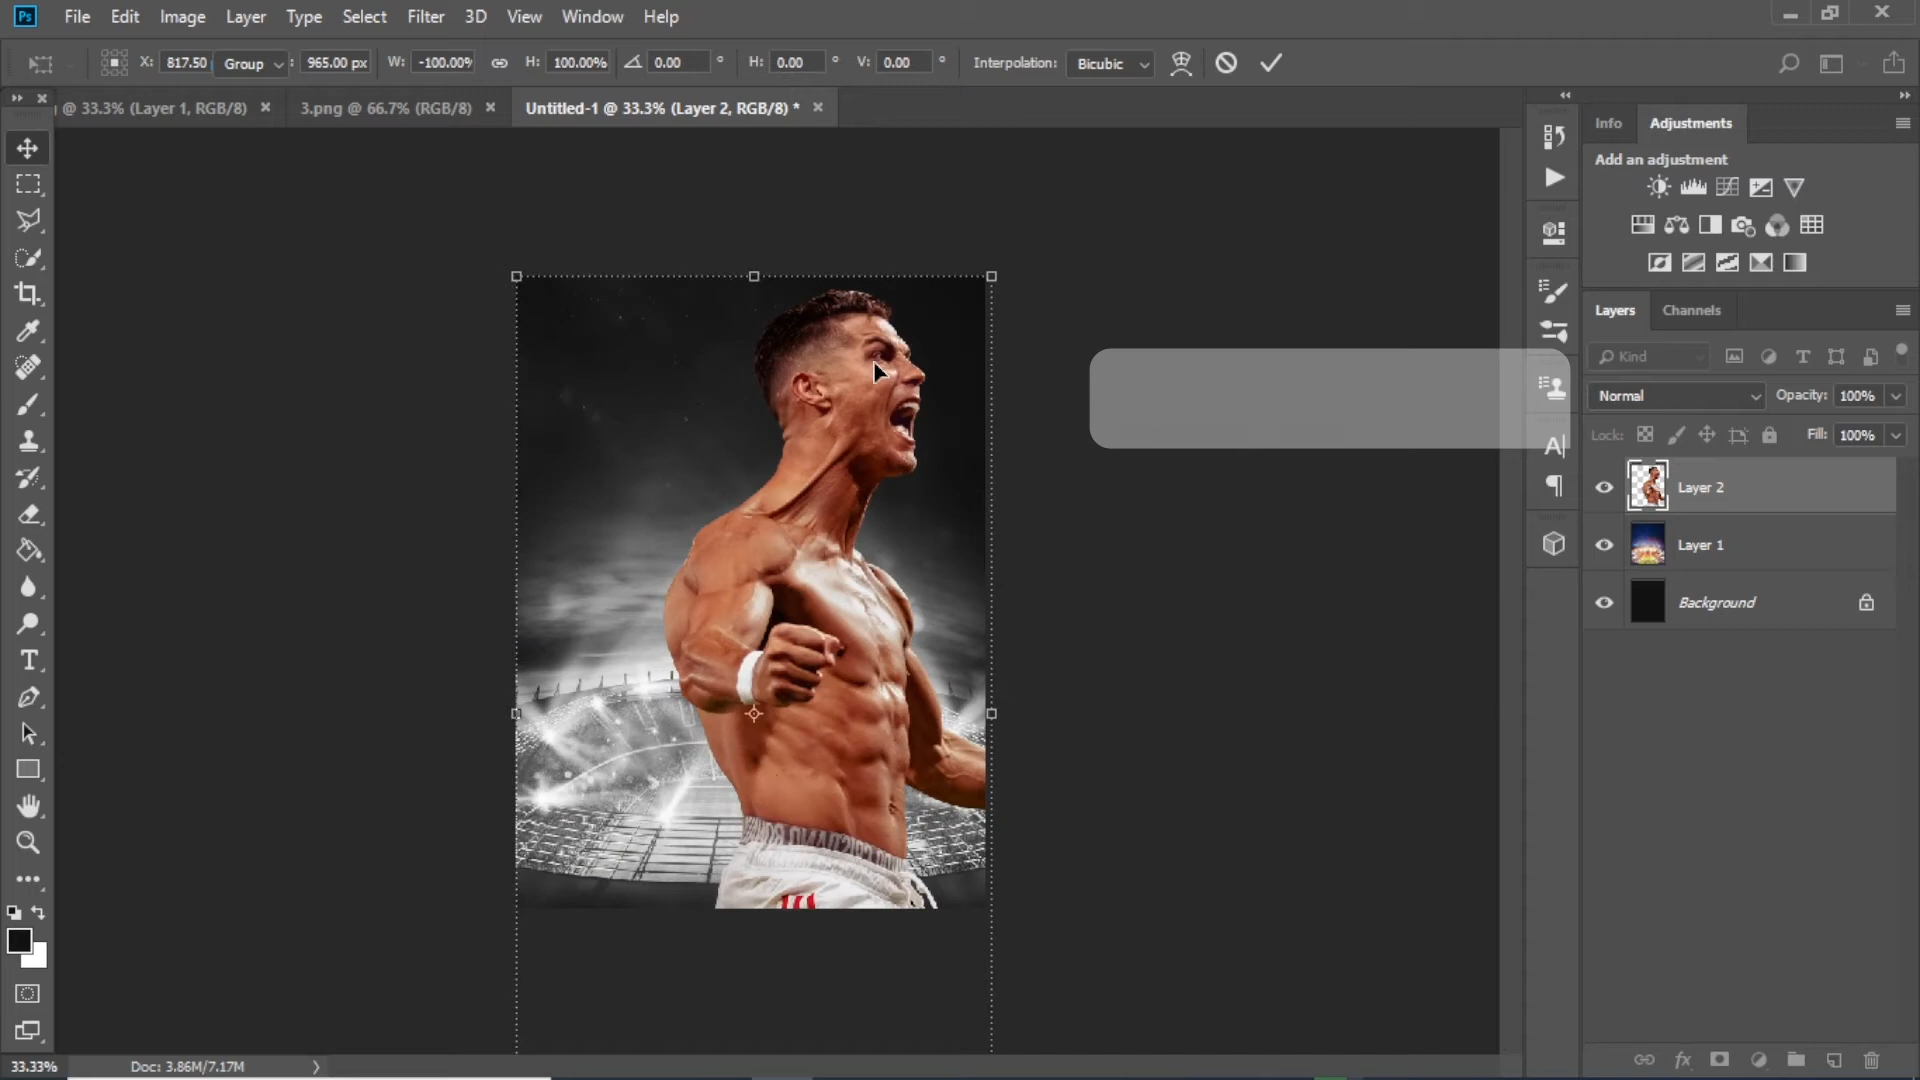 Ps File Edit Image Layer Type Select Filter 3D View Window Help
X: 817.50 Group : 965.00 px W: -100.00% H: 100.00% 0.00 ° H: 0.00 ° V: 0.00 ° Interpolation: Bicubic
@ 33.3% (Layer 1, RGB/8) × 3.png @ 66.7% (RGB/8) × Untitled-1 @ 33.3% (Layer 2, RGB/8) * ×
Info Adjustments
Add an adjustment
Layers Channels
Kind
Normal Opacity: 100%
Lock: Fill: 100%
Layer 2
Layer 1
Background
33.33% Doc: 3.86M/7.17M